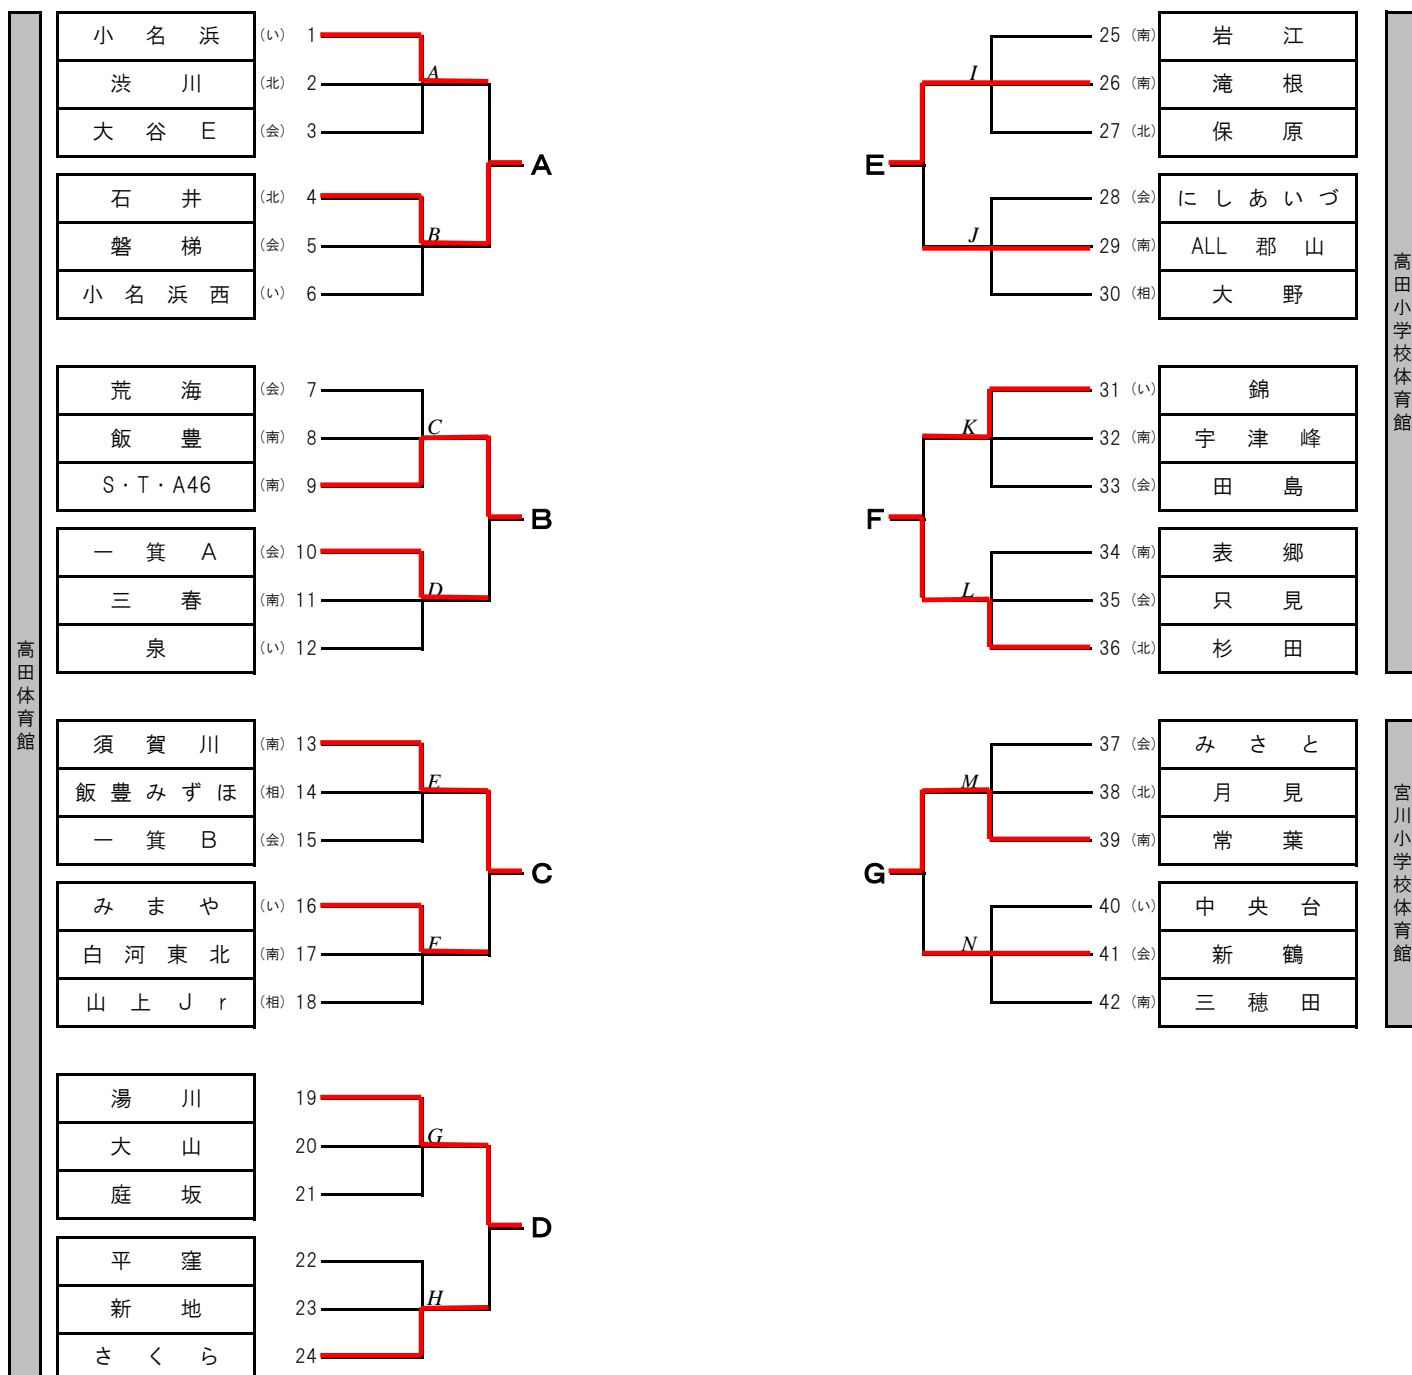 高田体育館
小名浜 (い) 1
渋川 (北) 2
大谷E (会) 3
A
石井 (北) 4
磐梯 (会) 5
小名浜西 (い) 6
B
A
荒海 (会) 7
飯豊 (南) 8
S・T・A46 (南) 9
C
一箕A (会) 10
三春 (南) 11
泉 (い) 12
D
B
須賀川 (南) 13
飯豊みずほ (相) 14
一箕B (会) 15
E
みまや (い) 16
白河東北 (南) 17
山上Jr (相) 18
F
C
湯川 19
大山 20
庭坂 21
G
平窪 22
新地 23
さくら 24
H
D
高田小学校体育館
25 (南) 岩江
26 (南) 滝根
27 (北) 保原
I
28 (会) にしあいづ
29 (南) ALL郡山
30 (相) 大野
J
E
31 (い) 錦
32 (南) 宇津峰
33 (会) 田島
K
34 (南) 表郷
35 (会) 只見
36 (北) 杉田
L
F
宮川小学校体育館
37 (会) みさと
38 (北) 月見
39 (南) 常葉
M
40 (い) 中央台
41 (会) 新鶴
42 (南) 三穂田
N
G